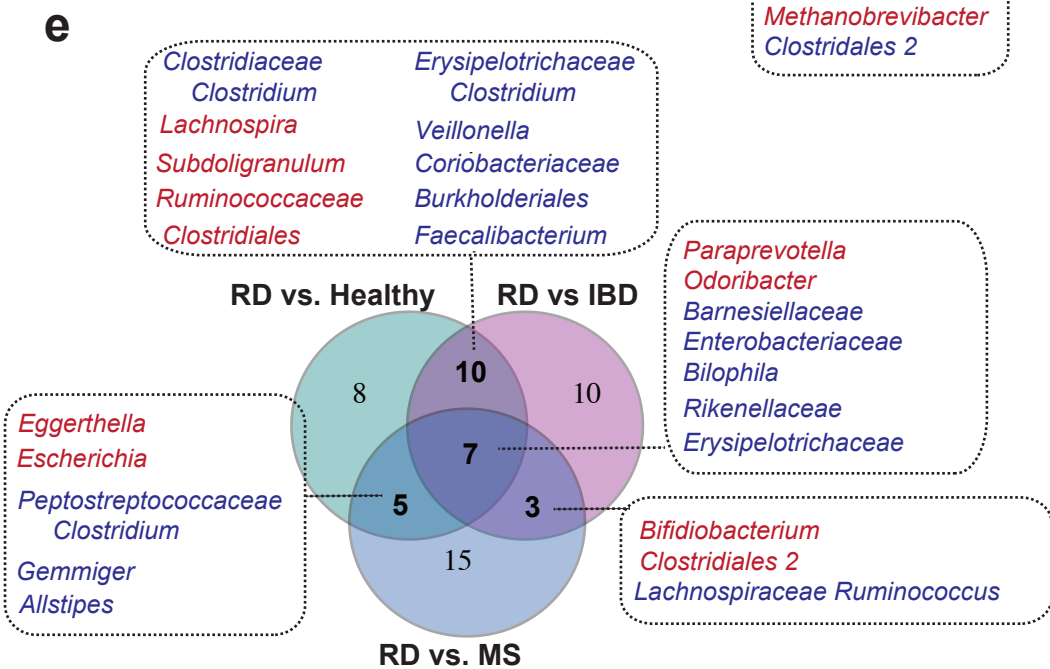 e
Methanobrevibacter
Clostridales 2
Clostridiaceae
Clostridium
Lachnospira
Subdoligranulum
Ruminococcaceae
Clostridiales
Erysipelotrichaceae
Clostridium
Veillonella
Coriobacteriaceae
Burkholderiales
Faecalibacterium
RD vs. Healthy
RD vs IBD
Paraprevotella
Odoribacter
Barnesiellaceae
Enterobacteriaceae
Bilophila
Rikenellaceae
Erysipelotrichaceae
8
10
10
7
5
3
15
Eggerthella
Escherichia
Peptostreptococcaceae
Clostridium
Gemmiger
Allstipes
Bifidiobacterium
Clostridiales 2
Lachnospiraceae Ruminococcus
RD vs. MS